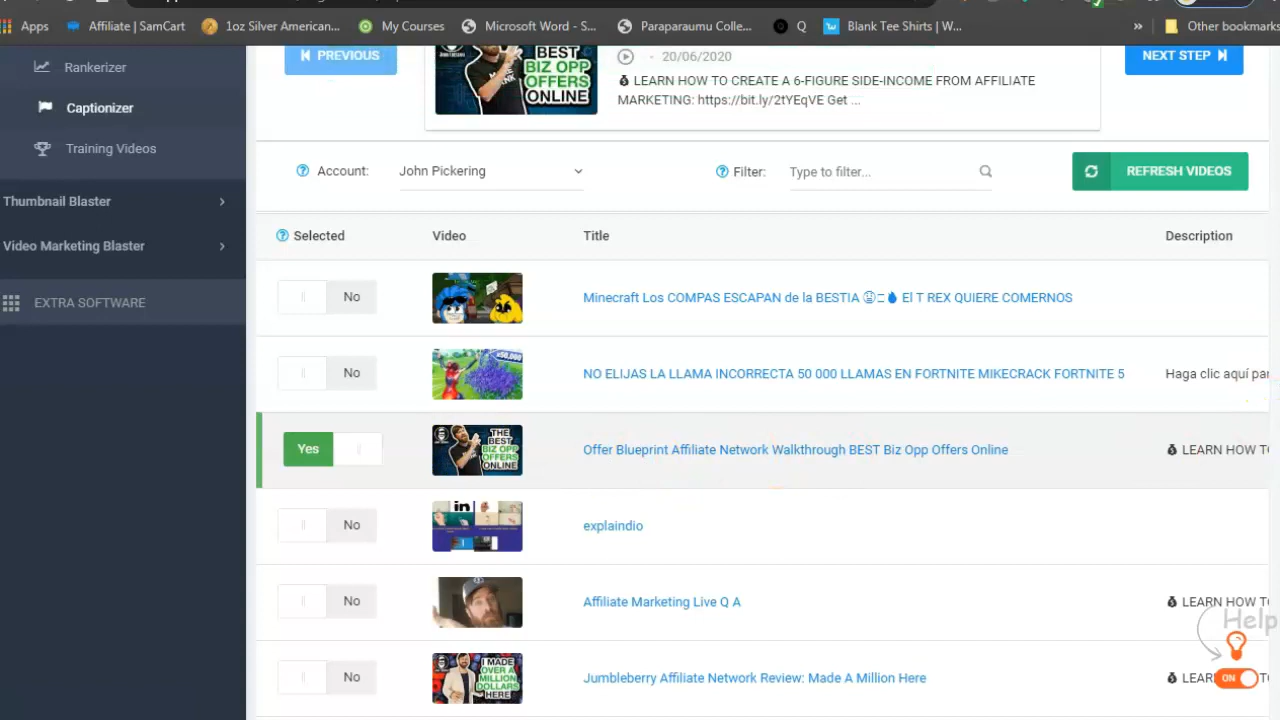 Apps
Affiliate | SamCart
1oz Silver American...
My Courses
Microsoft Word - S...
Paraparaumu Colle...
Q
Blank Tee Shirts | W...
»
Other bookmarks
Rankerizer
Captionizer
Training Videos
Thumbnail Blaster
Video Marketing Blaster
EXTRA SOFTWARE
PREVIOUS
BEST
BIZ OPP
OFFERS
ONLINE
- 20/06/2020
LEARN HOW TO CREATE A 6-FIGURE SIDE-INCOME FROM AFFILIATE
MARKETING: https://bit.ly/2tYEqVE Get ...
NEXT STEP
Account: John Pickering
Filter: Type to filter...
REFRESH VIDEOS
Selected Video Title Description
No Minecraft Los COMPAS ESCAPAN de la BESTIA El T REX QUIERE COMERNOS
x50,000
No NO ELIJAS LA LLAMA INCORRECTA 50 000 LLAMAS EN FORTNITE MIKECRACK FORTNITE 5 Haga clic aquí par
THE
BEST
BIZ OPP
OFFERS
ONLINE
Yes Offer Blueprint Affiliate Network Walkthrough BEST Biz Opp Offers Online LEARN HOW TO
in
No explaindio
No Affiliate Marketing Live Q A LEARN HOW TO
Help
I MADE
OVER A
MILLION
DOLLARS
HERE
No Jumbleberry Affiliate Network Review: Made A Million Here LEAR
ON